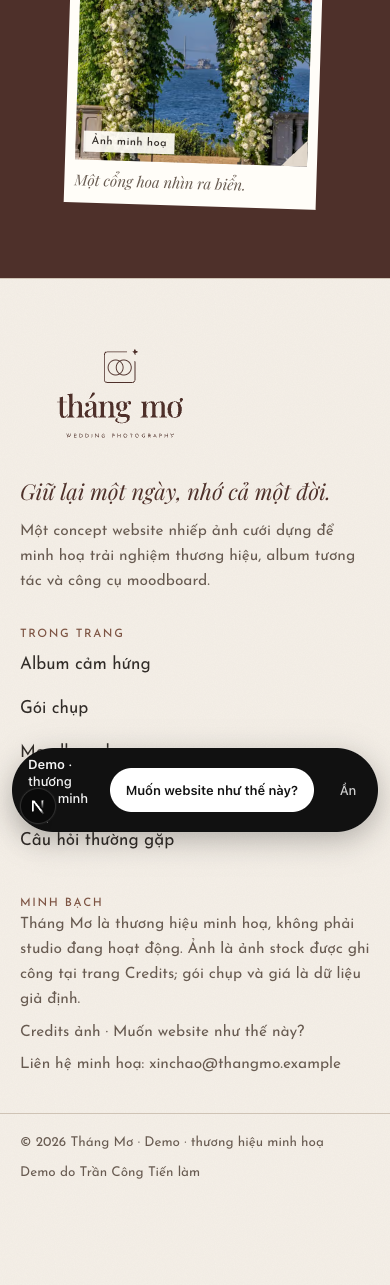 Ảnh minh hoạ
Một cổng hoa nhìn ra biển.
tháng mơ
WEDDING PHOTOGRAPHY
Giữ lại một ngày, nhớ cả một đời.
Một concept website nhiếp ảnh cưới dựng để
minh hoạ trải nghiệm thương hiệu, album tương
tác và công cụ moodboard.
TRONG TRANG
Album cảm hứng
Gói chụp
Demo ·
thương
minh
Muốn website như thế này?
Ẩn
N
Câu hỏi thường gặp
MINH BẠCH
Tháng Mơ là thương hiệu minh hoạ, không phải
studio đang hoạt động. Ảnh là ảnh stock được ghi
công tại trang Credits; gói chụp và giá là dữ liệu
giả định.
Credits ảnh · Muốn website như thế này?
Liên hệ minh hoạ: xinchao@thangmo.example
© 2026 Tháng Mơ · Demo · thương hiệu minh hoạ
Demo do Trần Công Tiến làm